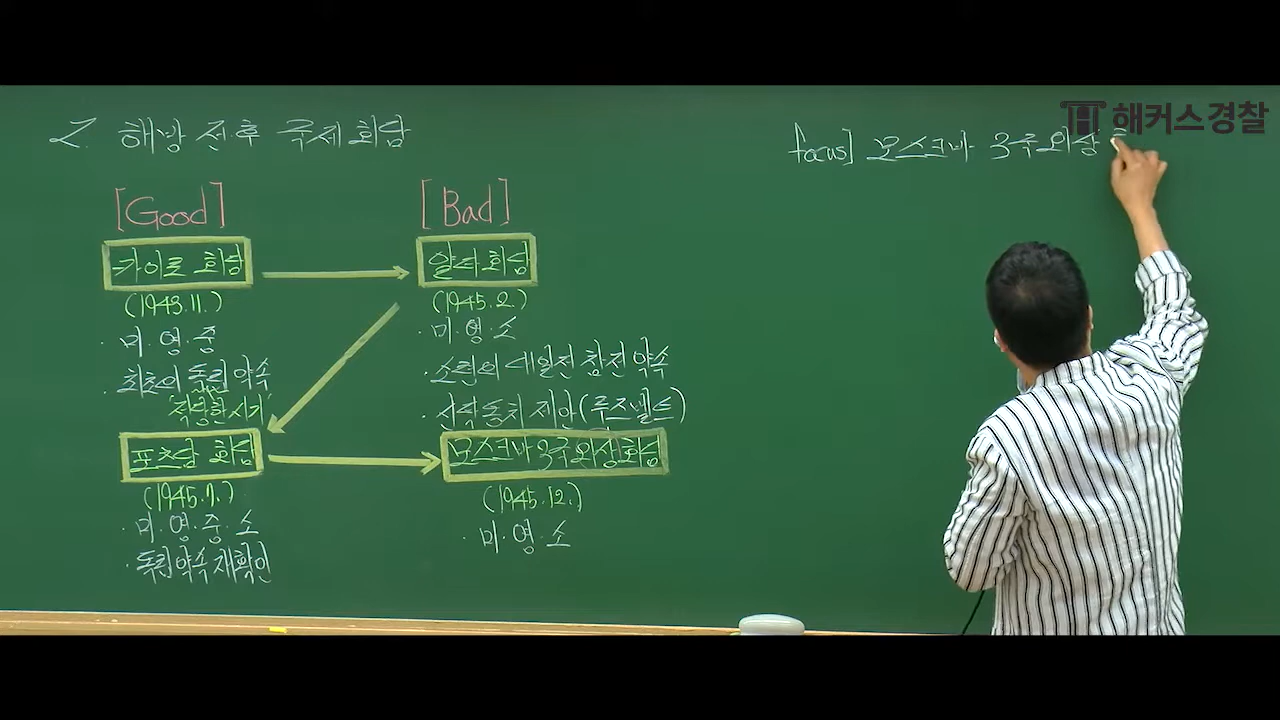 2. 해방 전후 국제회담
[Good]
카이로 회담
(1943.11.)
· 미·영·중
· 최초의 독립 약속
'적당한 시기'
포츠담 회담
(1945.7.)
· 미·영·중·소
· 독립약속 재확인
[Bad]
얄타회담
(1945.2.)
· 미·영·소
· 소련의 대일전 참전 약속
· 신탁통치 제안(루즈벨트)
모스크바3국외상회담
(1945.12.)
· 미·영·소
focus] 모스크바 3국외상
해커스경찰